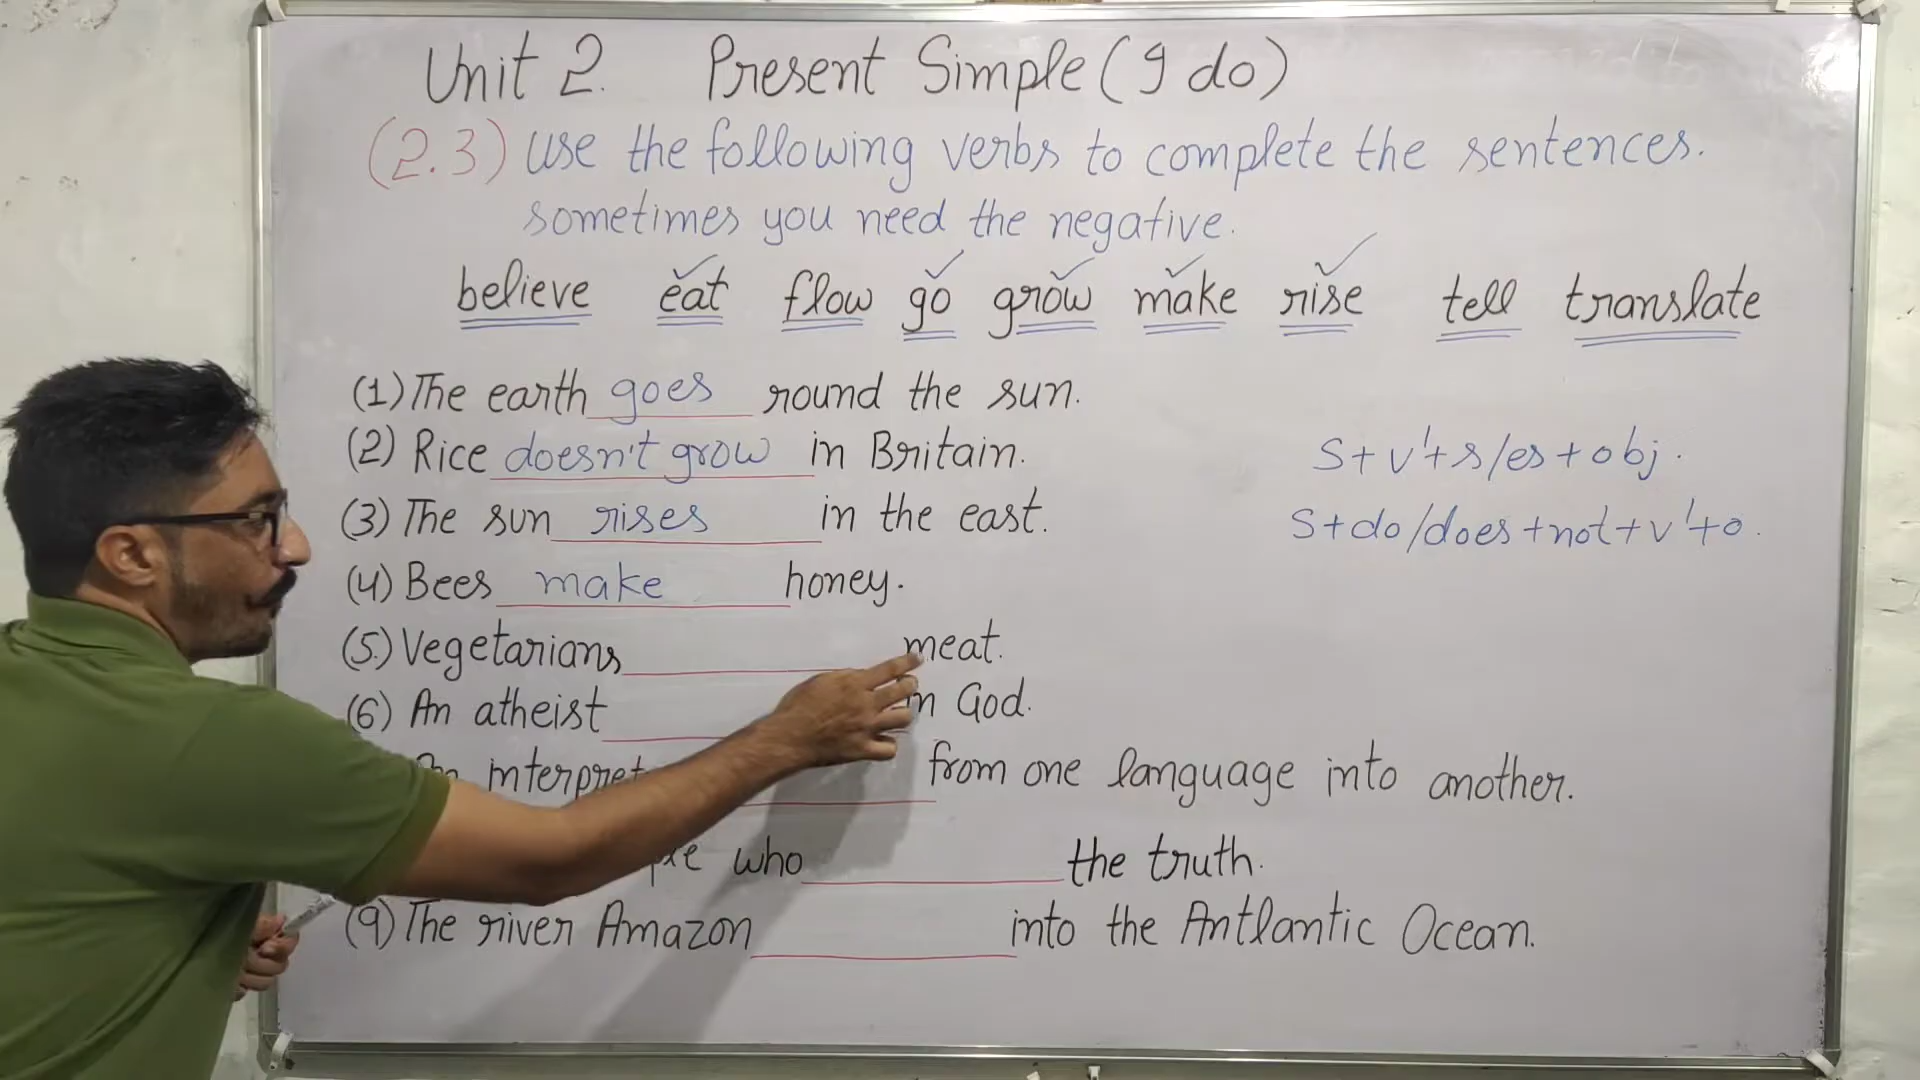 Unit 2. Present Simple (I do)
(2.3) Use the following verbs to complete the sentences.
sometimes you need the negative.
believe eat flow go grow make rise tell translate
(1) The earth goes round the sun.
(2) Rice doesn't grow in Britain.
S+v¹+s/es+obj.
(3) The sun rises in the east.
S+do/does+not+v¹+o.
(4) Bees make honey.
(5) Vegetarians meat.
(6) An atheist in God.
An from one language into another.
who the truth.
(9) The river Amazon into the Antlantic Ocean.